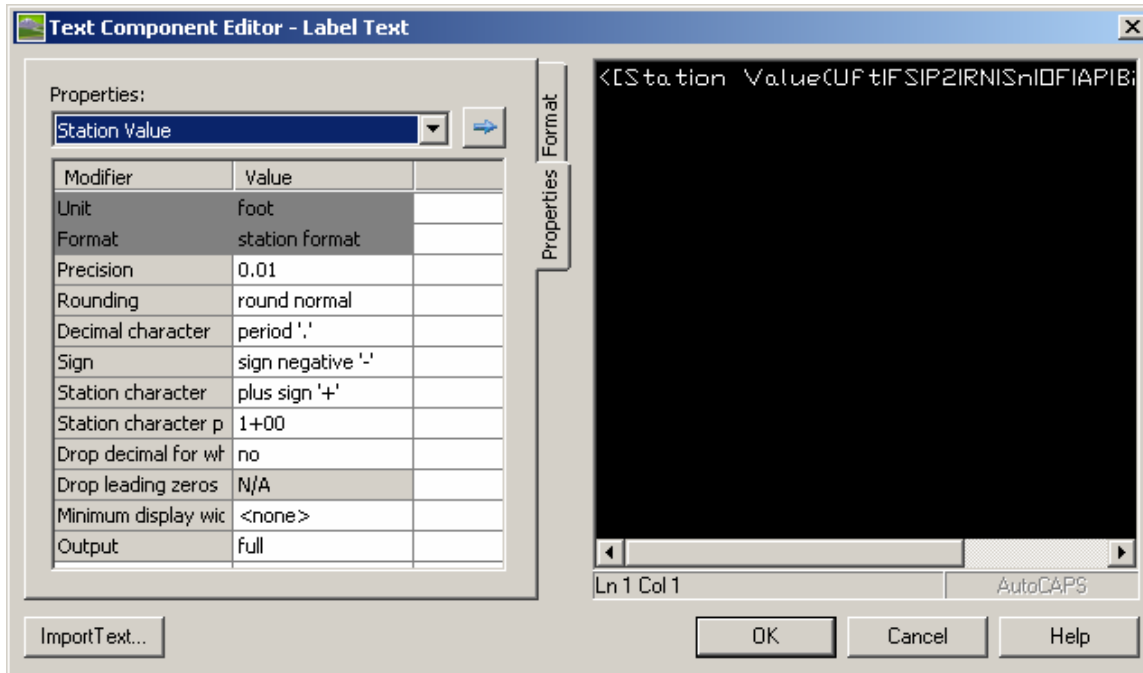 Text Component Editor - Label Text
Properties:
Station Value
Modifier Value
Unit foot
Format station format
Precision 0.01
Rounding round normal
Decimal character period '.'
Sign sign negative '-'
Station character plus sign '+'
Station character p 1+00
Drop decimal for wh no
Drop leading zeros N/A
Minimum display wic <none>
Output full
Format
Properties
<[Station Value(Uft|FS|P2|RN|Sn|OF|AP|Bi
Ln 1 Col 1
AutoCAPS
ImportText...
OK
Cancel
Help